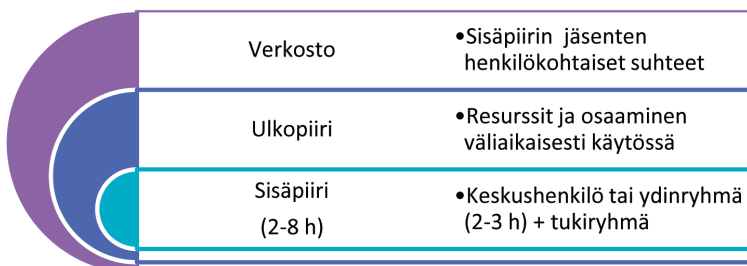 Verkosto
•Sisäpiirin jäsenten
henkilökohtaiset suhteet
Ulkopiiri
•Resurssit ja osaaminen
väliaikaisesti käytössä
Sisäpiiri
(2-8 h)
•Keskushenkilö tai ydinryhmä
(2-3 h) + tukiryhmä